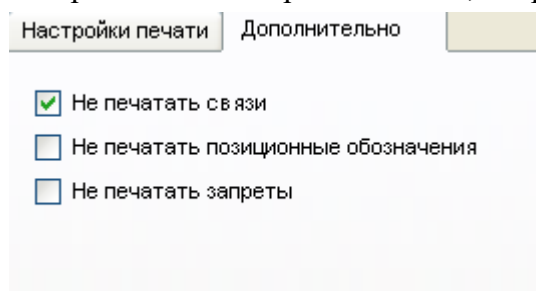 Настройки печати Дополнительно
Не печатать связи
Не печатать позиционные обозначения
Не печатать запреты